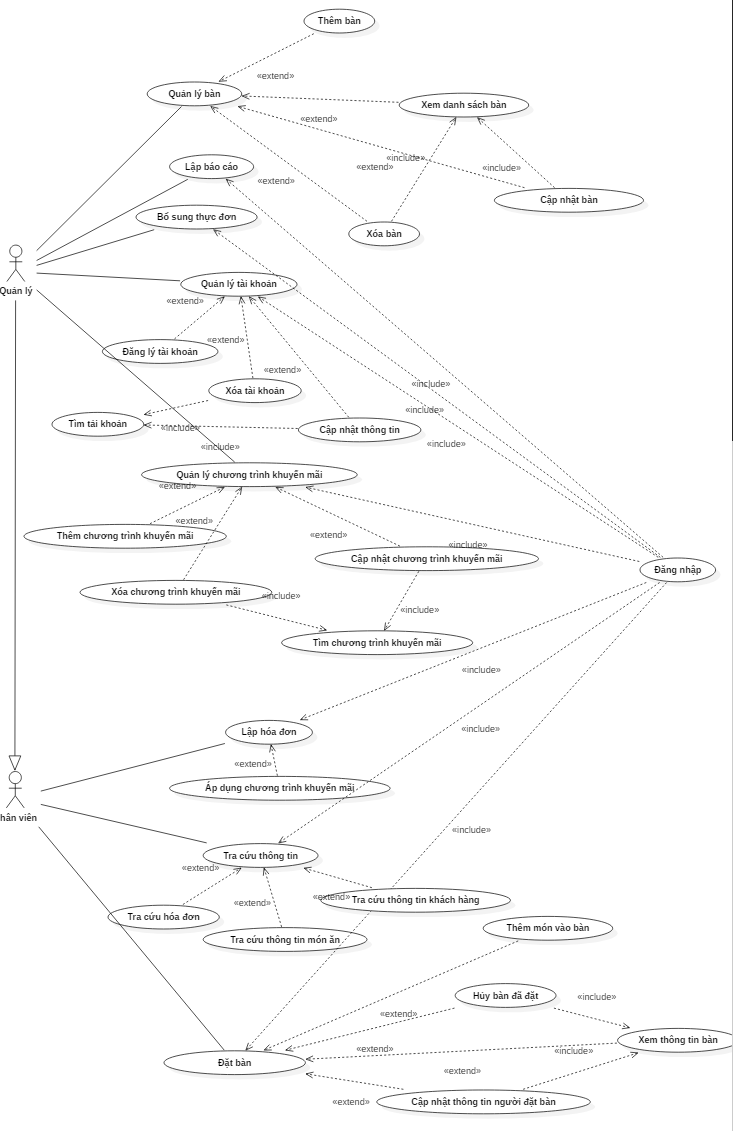 Thêm bàn
«extend»
Quản lý bàn
Xem danh sách bàn
«extend»
«include»
«extend»
«include»
Lập báo cáo
«extend»
Cập nhật bàn
Bổ sung thực đơn
Xóa bàn
Quản lý
Quản lý tài khoản
«extend»
«extend»
Đăng lý tài khoản
«extend»
«include»
Xóa tài khoản
«include»
Tìm tài khoản
«include»
Cập nhật thông tin
«include»
«include»
Quản lý chương trình khuyến mãi
«extend»
«extend»
Thêm chương trình khuyến mãi
«extend»
«include»
Cập nhật chương trình khuyến mãi
Đăng nhập
Xóa chương trình khuyến mãi
«include»
«include»
Tìm chương trình khuyến mãi
«include»
Lập hóa đơn
«include»
«extend»
Áp dụng chương trình khuyến mãi
hân viên
«include»
Tra cứu thông tin
«extend»
«extend»
Tra cứu thông tin khách hàng
«extend»
Tra cứu hóa đơn
Thêm món vào bàn
Tra cứu thông tin món ăn
Hủy bàn đã đặt
«include»
«extend»
Xem thông tin bàn
«extend»
«include»
Đặt bàn
«extend»
«extend»
Cập nhật thông tin người đặt bàn